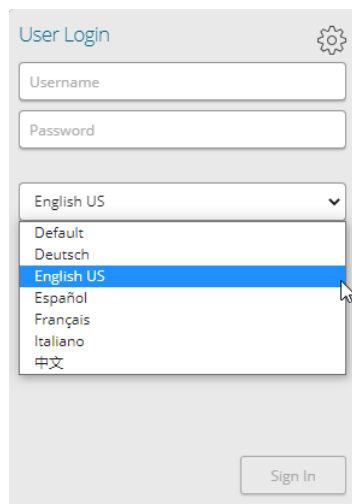 User Login
Username
Password
English US
Default
Deutsch
English US
Español
Français
Italiano
中文
Sign In